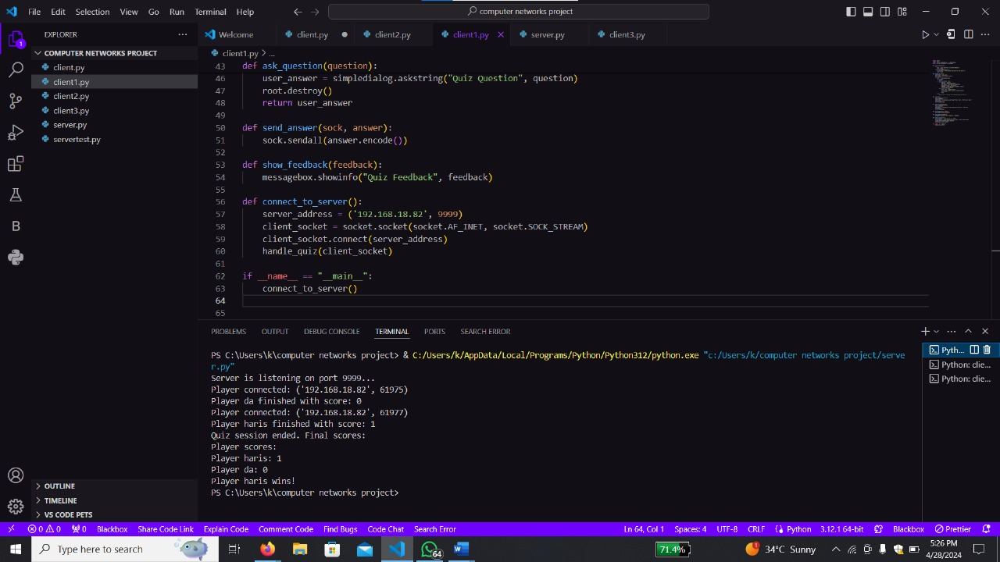 File Edit Selection View Go Run Terminal Help
computer networks project
EXPLORER
Welcome client.py client2.py client1.py server.py client3.py
COMPUTER NETWORKS PROJECT
client.py
client1.py
client2.py
client3.py
server.py
servertest.py
OUTLINE
TIMELINE
VS CODE PETS
client1.py > ...
43 def ask_question(question):
46 user_answer = simpledialog.askstring("Quiz Question", question)
47 root.destroy()
48 return user_answer
49
50 def send_answer(sock, answer):
51 sock.sendall(answer.encode())
52
53 def show_feedback(feedback):
54 messagebox.showinfo("Quiz Feedback", feedback)
55
56 def connect_to_server():
57 server_address = ('192.168.18.82', 9999)
58 client_socket = socket.socket(socket.AF_INET, socket.SOCK_STREAM)
59 client_socket.connect(server_address)
60 handle_quiz(client_socket)
61
62 if __name__ == "__main__":
63 connect_to_server()
64
65
PROBLEMS OUTPUT DEBUG CONSOLE TERMINAL PORTS SEARCH ERROR
PS C:\Users\k\computer networks project> & C:/Users/k/AppData/Local/Programs/Python/Python312/python.exe "c:/Users/k/computer networks project/serve
r.py"
Server is listening on port 9999...
Player connected: ('192.168.18.82', 61975)
Player da finished with score: 0
Player connected: ('192.168.18.82', 61977)
Player haris finished with score: 1
Quiz session ended. Final scores:
Player scores:
Player haris: 1
Player da: 0
Player haris wins!
PS C:\Users\k\computer networks project>
Pyth...
Python: clie...
Python: clie...
0 0 0 Blackbox Share Code Link Explain Code Comment Code Find Bugs Code Chat Search Error Ln 64, Col 1 Spaces: 4 UTF-8 CRLF Python 3.12.1 64-bit Blackbox Prettier
Type here to search 64 71.4% 1 34°C Sunny 5:26 PM
4/28/2024